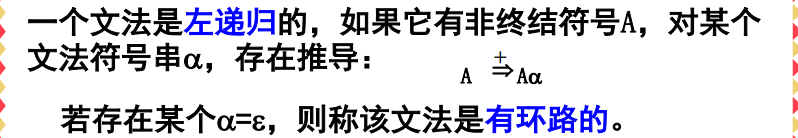 一个文法是左递归的，如果它有非终结符号A，对某个
文法符号串α，存在推导： A ⇒⁺ Aα
若存在某个α=ε，则称该文法是有环路的。